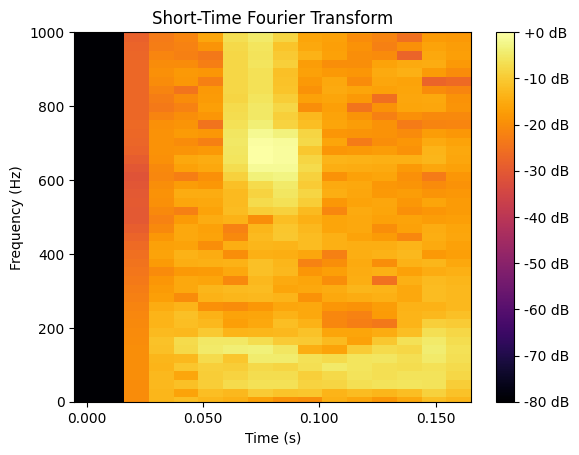 Short-Time Fourier Transform
1000
800
600
400
200
0
Frequency (Hz)
0.000
0.050
0.100
0.150
Time (s)
+0 dB
-10 dB
-20 dB
-30 dB
-40 dB
-50 dB
-60 dB
-70 dB
-80 dB